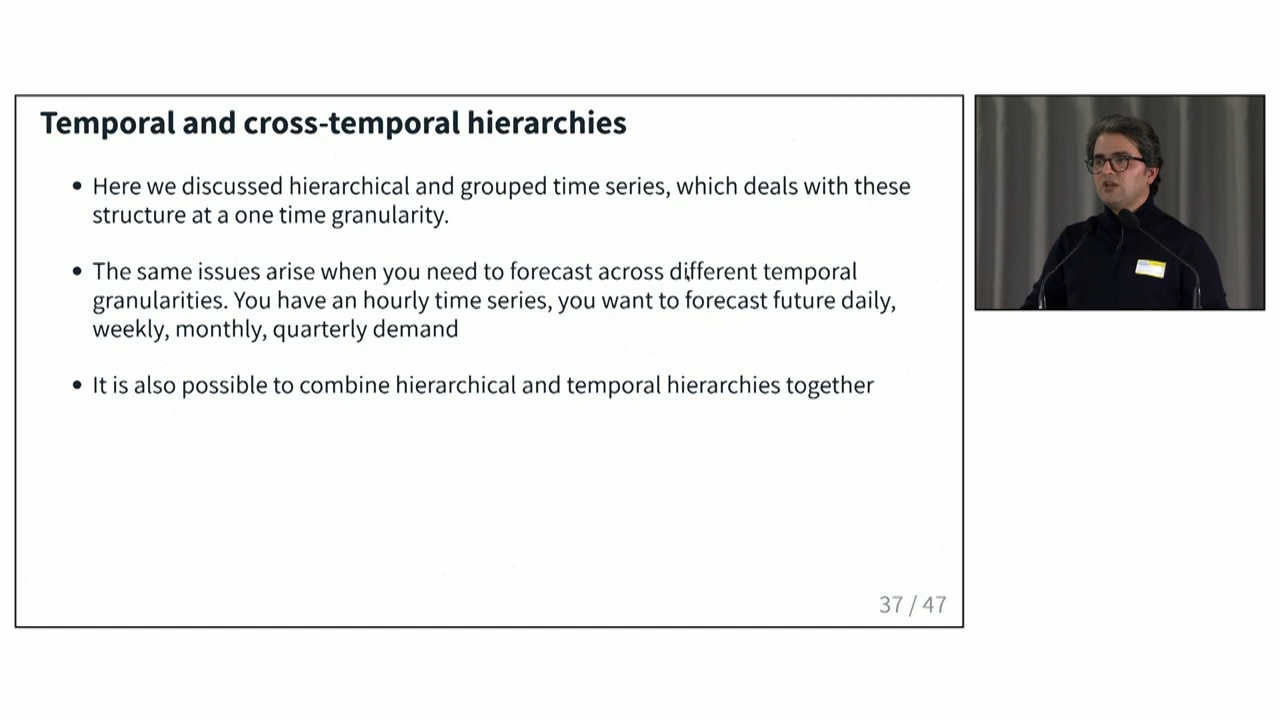 Temporal and cross-temporal hierarchies
• Here we discussed hierarchical and grouped time series, which deals with these
structure at a one time granularity.
• The same issues arise when you need to forecast across different temporal
granularities. You have an hourly time series, you want to forecast future daily,
weekly, monthly, quarterly demand
• It is also possible to combine hierarchical and temporal hierarchies together
37 / 47